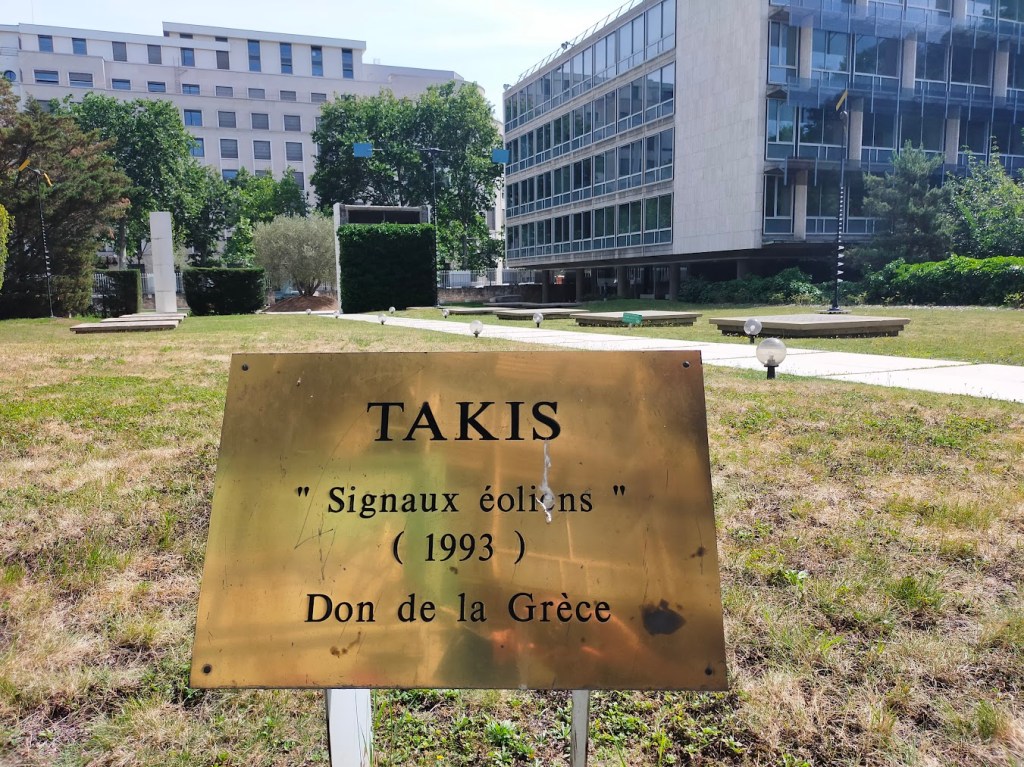 TAKIS
" Signaux éoliens "
( 1993 )
Don de la Grèce